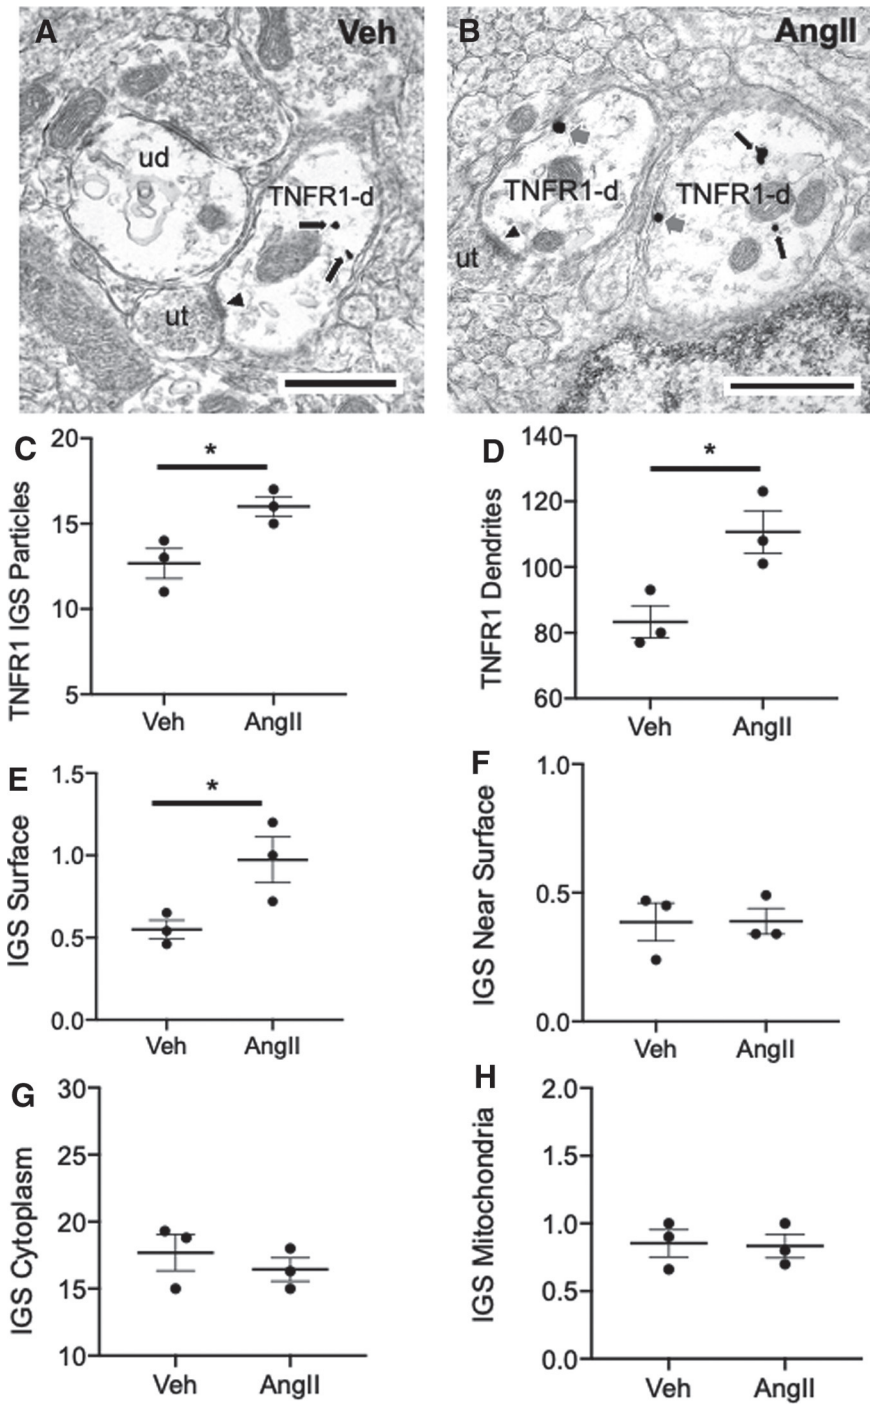 A Veh
ud
TNFR1-d
ut
B AngII
TNFR1-d TNFR1-d
ut
C
TNFR1 IGS Particles
20
15
10
5
*
Veh AngII
D
TNFR1 Dendrites
140
120
100
80
60
*
Veh AngII
E
IGS Surface
1.5
1.0
0.5
0.0
*
Veh AngII
F
IGS Near Surface
1.0
0.5
0.0
Veh AngII
G
IGS Cytoplasm
30
25
20
15
10
Veh AngII
H
IGS Mitochondria
2.0
1.5
1.0
0.5
0.0
Veh AngII